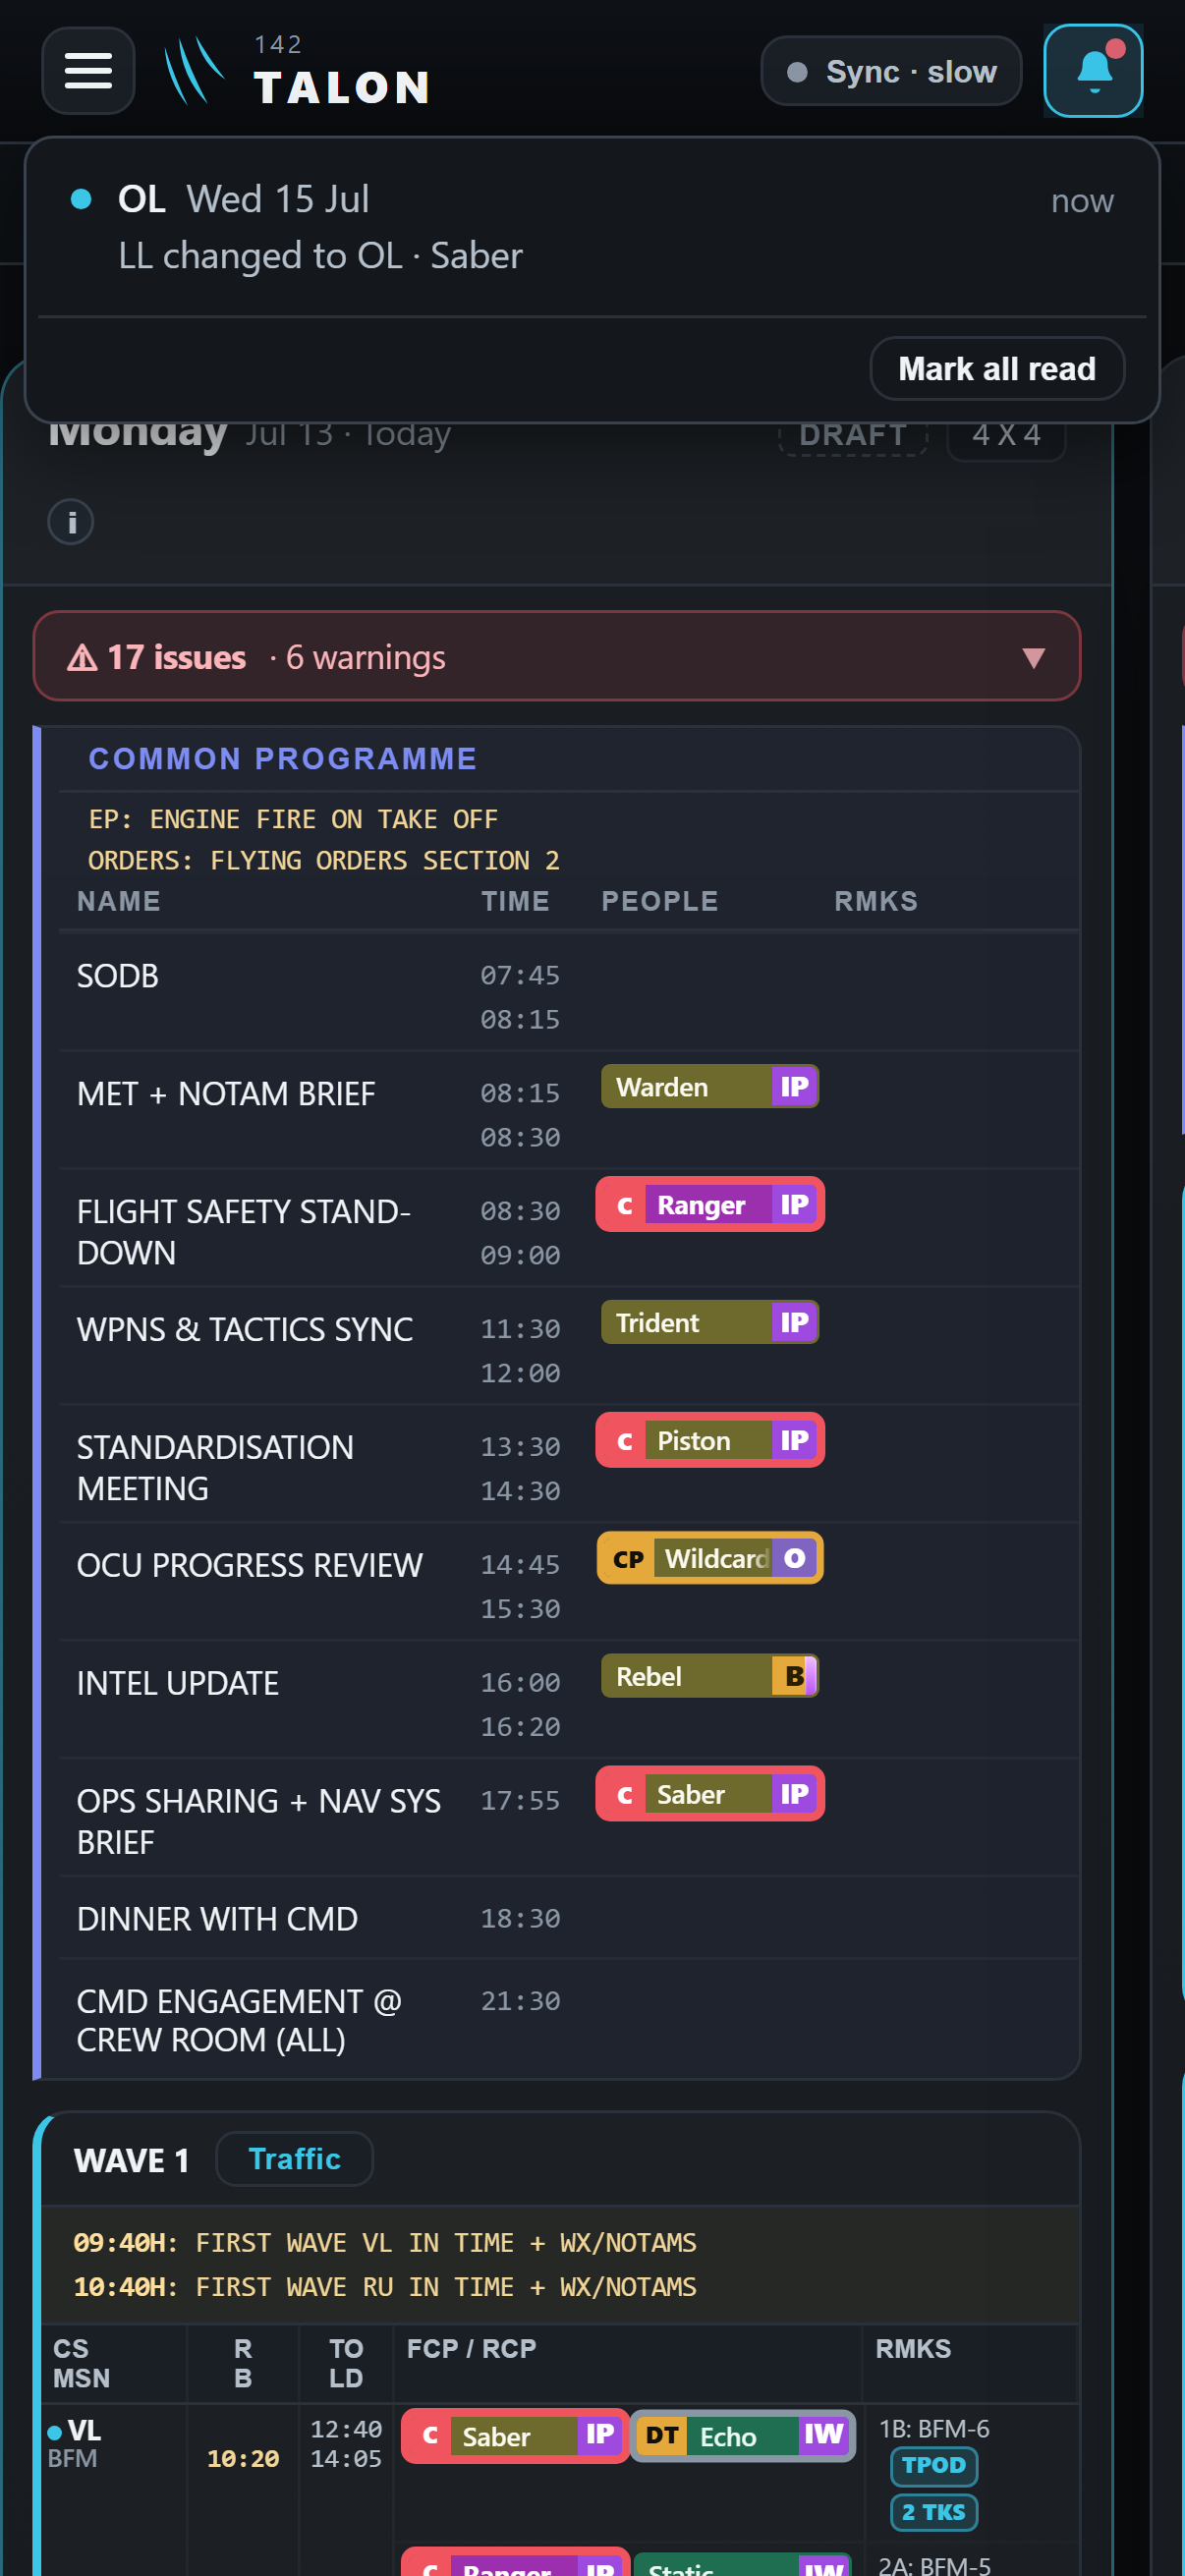 142
TALON
Sync · slow
OL Wed 15 Jul
now
LL changed to OL · Saber
Mark all read
Monday Jul 13 · Today
DRAFT
4 X 4
i
17 issues · 6 warnings
COMMON PROGRAMME
EP: ENGINE FIRE ON TAKE OFF
ORDERS: FLYING ORDERS SECTION 2
NAME TIME PEOPLE RMKS
SODB 07:45
08:15
MET + NOTAM BRIEF 08:15 Warden IP
08:30
FLIGHT SAFETY STAND- 08:30 C Ranger IP
DOWN 09:00
WPNS & TACTICS SYNC 11:30 Trident IP
12:00
STANDARDISATION 13:30 C Piston IP
MEETING 14:30
OCU PROGRESS REVIEW 14:45 CP Wildcard O
15:30
INTEL UPDATE 16:00 Rebel B
16:20
OPS SHARING + NAV SYS 17:55 C Saber IP
BRIEF
DINNER WITH CMD 18:30
CMD ENGAGEMENT @ 21:30
CREW ROOM (ALL)
WAVE 1 Traffic
09:40H: FIRST WAVE VL IN TIME + WX/NOTAMS
10:40H: FIRST WAVE RU IN TIME + WX/NOTAMS
CS R TO FCP / RCP RMKS
MSN B LD
VL 12:40 C Saber IP DT Echo IW 1B: BFM-6
BFM 10:20 14:05
TPOD
2 TKS
C Ranger IP Static IW 2A: BFM-5